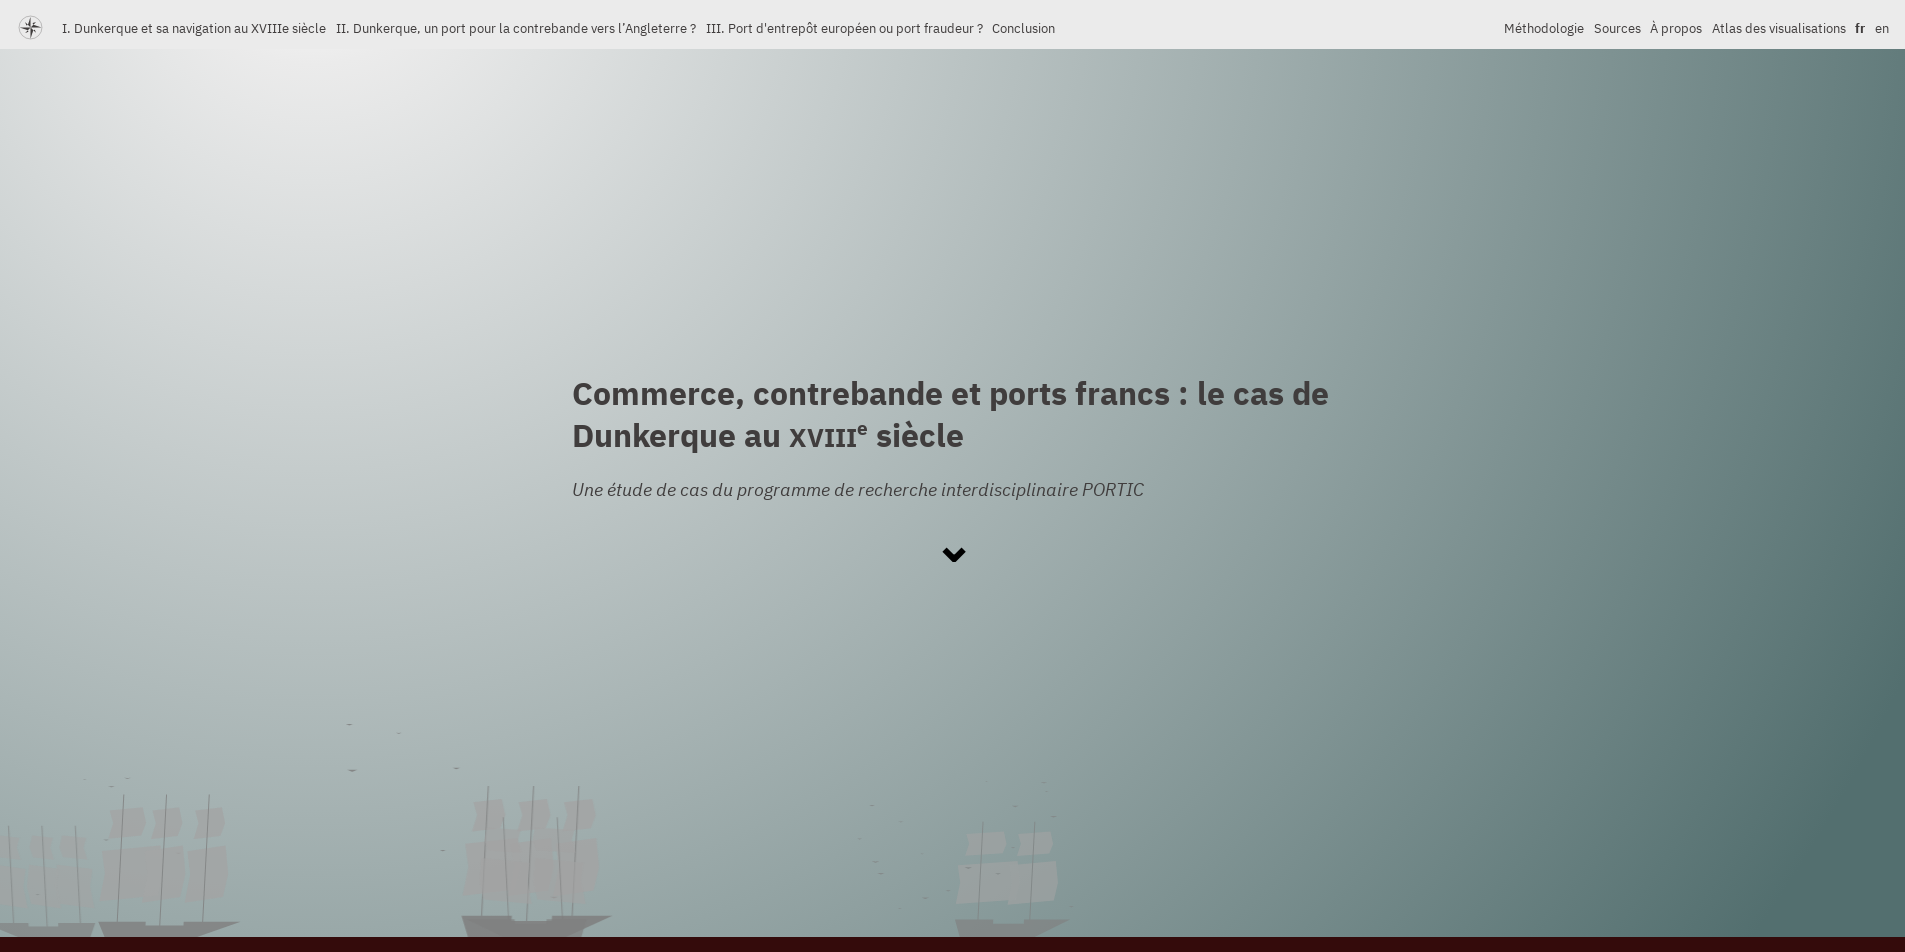 I. Dunkerque et sa navigation au XVIIIe siècle II. Dunkerque, un port pour la contrebande vers l’Angleterre ? III. Port d'entrepôt européen ou port fraudeur ? Conclusion Méthodologie Sources À propos Atlas des visualisations fr en
Commerce, contrebande et ports francs : le cas de
Dunkerque au XVIIIe siècle
Une étude de cas du programme de recherche interdisciplinaire PORTIC